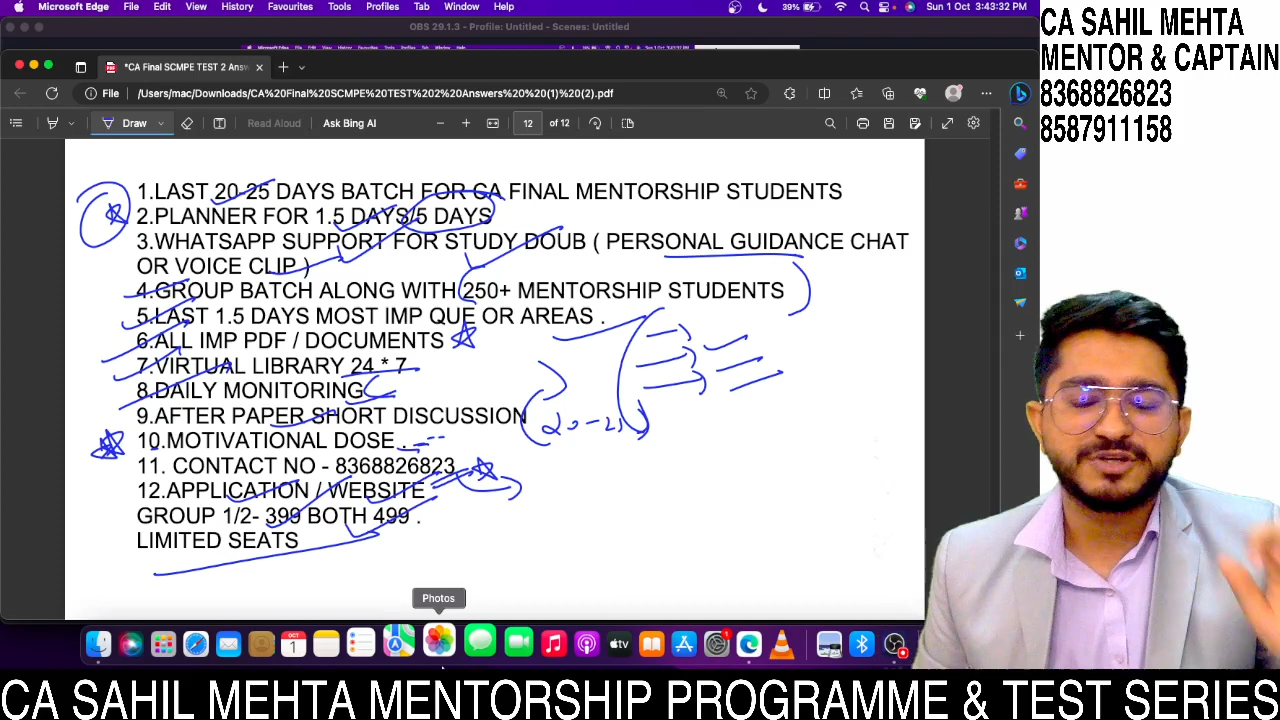 Microsoft Edge File Edit View History Favourites Tools Profiles Tab Window Help 39% Sun 1 Oct 3:43:32 PM
OBS 29.1.3 - Profile: Untitled - Scenes: Untitled
*CA Final SCMPE TEST 2 Answ
File /Users/mac/Downloads/CA%20Final%20SCMPE%20TEST%202%20Answers%20%20(1)%20(2).pdf
Draw Read Aloud Ask Bing AI 12 of 12
CA SAHIL MEHTA
MENTOR & CAPTAIN
8368826823
8587911158
1.LAST 20-25 DAYS BATCH FOR CA FINAL MENTORSHIP STUDENTS
2.PLANNER FOR 1.5 DAYS/5 DAYS
3.WHATSAPP SUPPORT FOR STUDY DOUB ( PERSONAL GUIDANCE CHAT
OR VOICE CLIP )
4.GROUP BATCH ALONG WITH 250+ MENTORSHIP STUDENTS
5.LAST 1.5 DAYS MOST IMP QUE OR AREAS .
6.ALL IMP PDF / DOCUMENTS
7.VIRTUAL LIBRARY 24 * 7
8.DAILY MONITORING
9.AFTER PAPER SHORT DISCUSSION
10.MOTIVATIONAL DOSE .
11. CONTACT NO - 8368826823
12.APPLICATION / WEBSITE
GROUP 1/2- 399 BOTH 499 .
LIMITED SEATS
Photos
OCT
1
tv
1
CA SAHIL MEHTA MENTORSHIP PROGRAMME & TEST SERIES